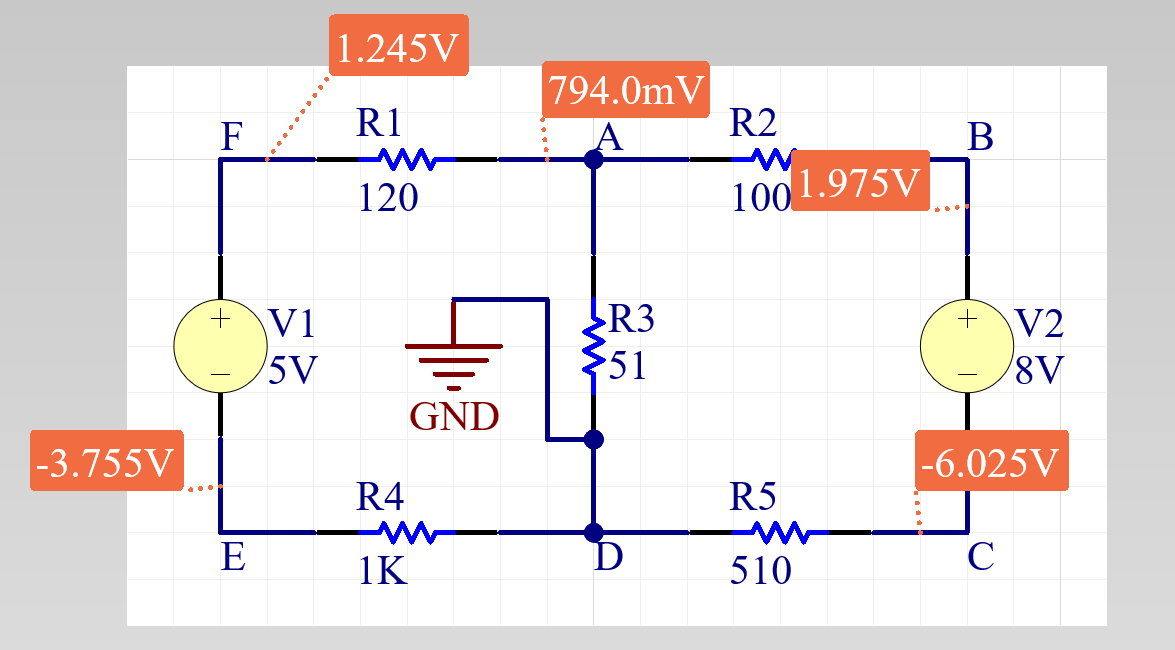 1.245V
794.0mV
F
R1
A
R2
B
120
100
1.975V
+
V1
5V
−
GND
R3
51
+
V2
8V
−
-3.755V
-6.025V
R4
R5
E
1K
D
510
C